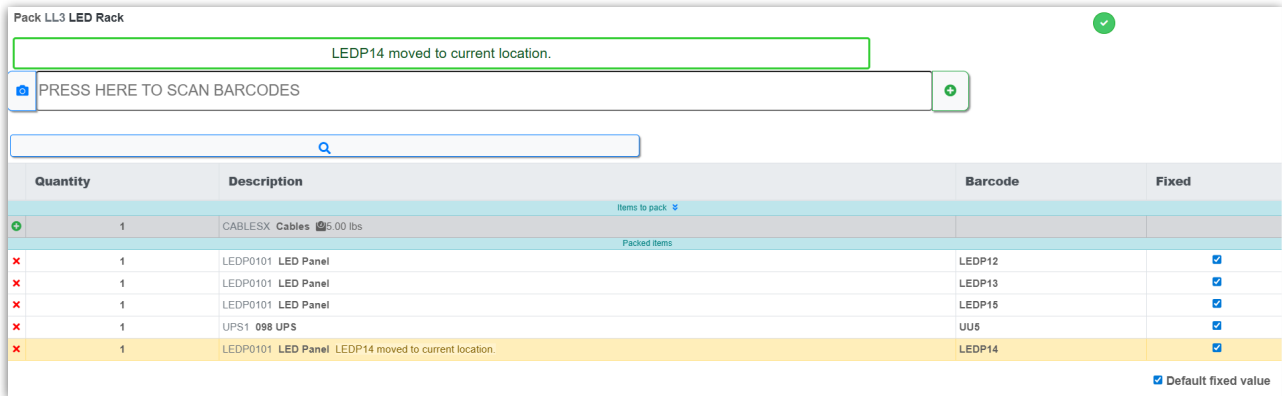 Pack LL3 LED Rack
LEDP14 moved to current location.
PRESS HERE TO SCAN BARCODES
Quantity Description Barcode Fixed
Items to pack
1 CABLESX Cables 5.00 lbs
Packed items
1 LEDP0101 LED Panel LEDP12
1 LEDP0101 LED Panel LEDP13
1 LEDP0101 LED Panel LEDP15
1 UPS1 098 UPS UU5
1 LEDP0101 LED Panel LEDP14 moved to current location. LEDP14
Default fixed value